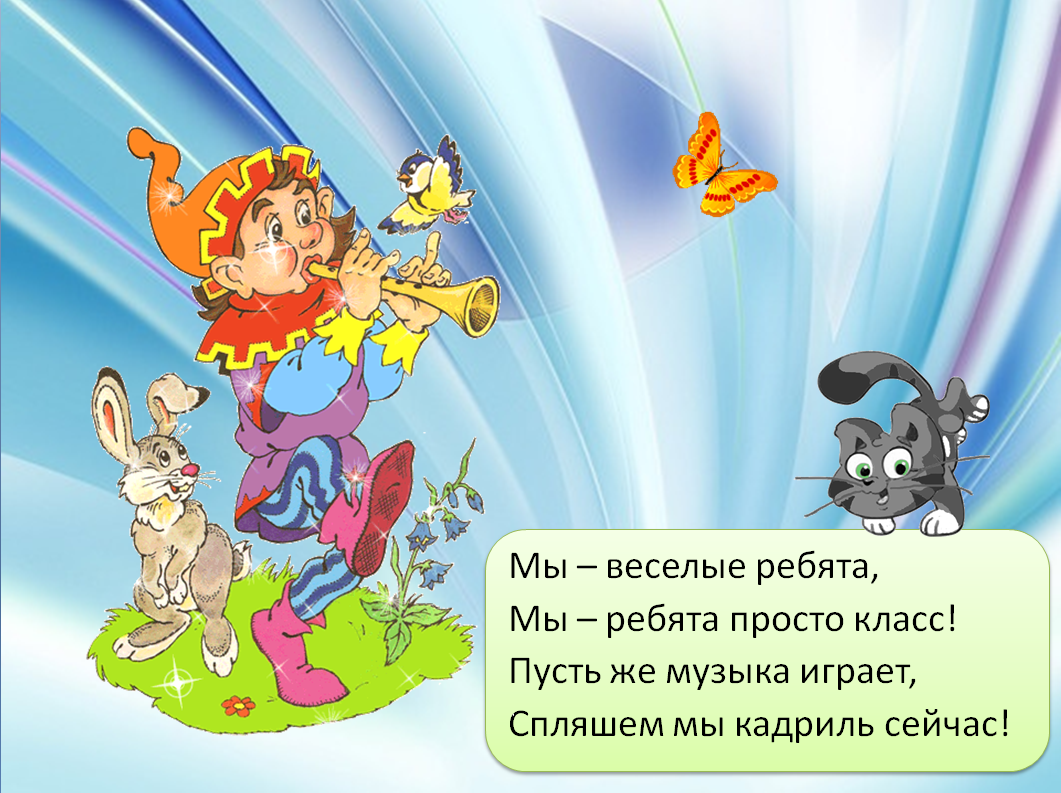 Мы – веселые ребята,
Мы – ребята просто класс!
Пусть же музыка играет,
Спляшем мы кадриль сейчас!